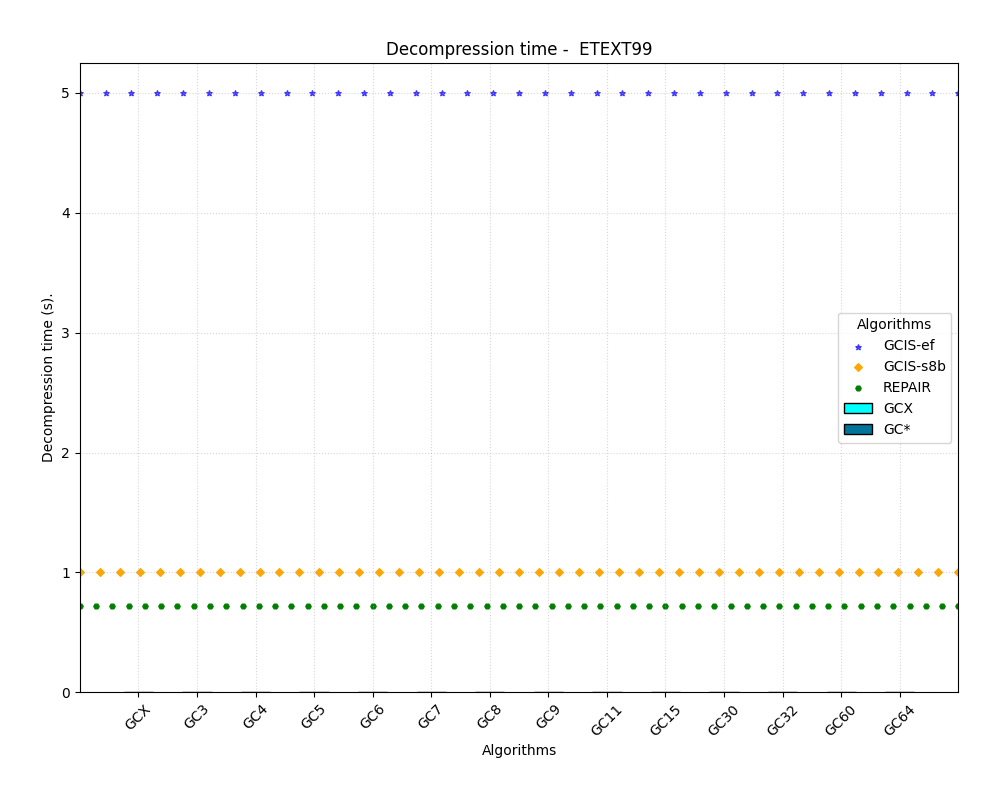 Decompression time -  ETEXT99
Decompression time (s).
5
4
3
2
1
0
Algorithms
GCIS-ef
GCIS-s8b
REPAIR
GCX
GC*
GCX
GC3
GC4
GC5
GC6
GC7
GC8
GC9
GC11
GC15
GC30
GC32
GC60
GC64
Algorithms